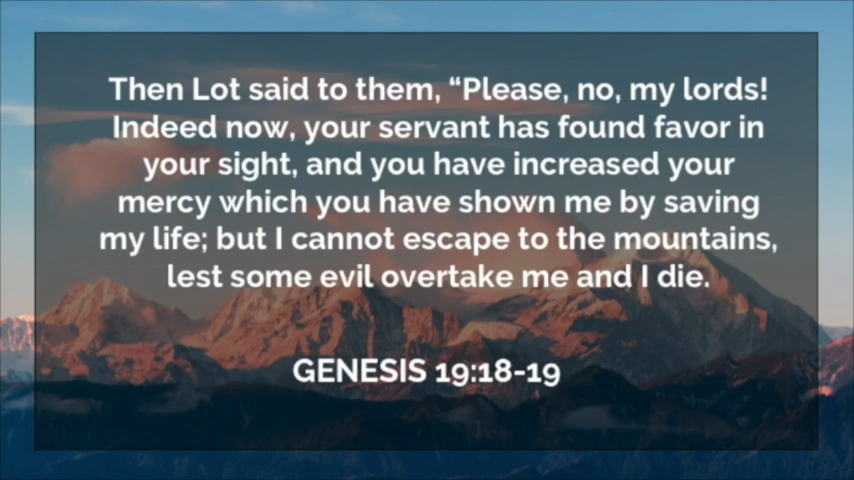 Then Lot said to them, “Please, no, my lords!
Indeed now, your servant has found favor in
your sight, and you have increased your
mercy which you have shown me by saving
my life; but I cannot escape to the mountains,
lest some evil overtake me and I die.
GENESIS 19:18-19